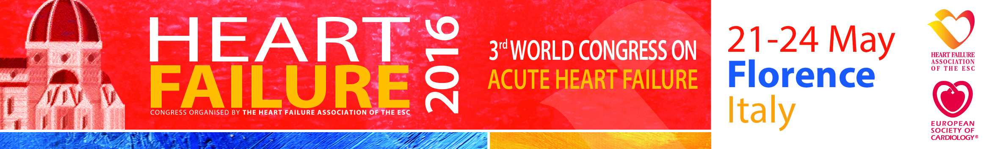 HEART
FAILURE
2016
CONGRESS ORGANISED BY THE HEART FAILURE ASSOCIATION OF THE ESC
3rd WORLD CONGRESS ON
ACUTE HEART FAILURE
21-24 May
Florence
Italy
HEART FAILURE
ASSOCIATION
OF THE ESC
EUROPEAN
SOCIETY OF
CARDIOLOGY®